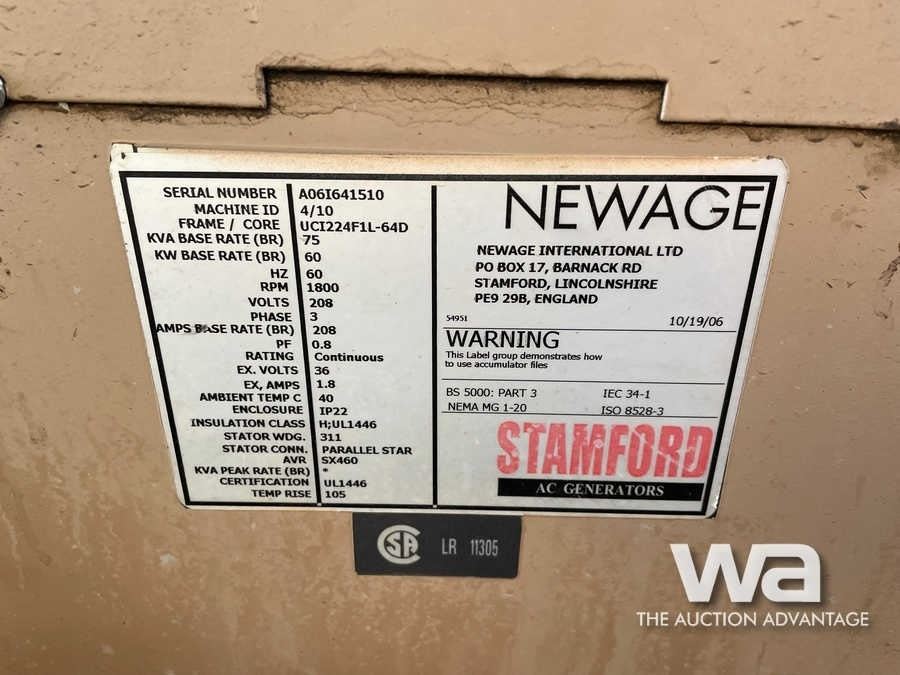 SERIAL NUMBER A06I641510
MACHINE ID 4/10
FRAME / CORE UCI224F1L-64D
KVA BASE RATE (BR) 75
KW BASE RATE (BR) 60
HZ 60
RPM 1800
VOLTS 208
PHASE 3
AMPS BASE RATE (BR) 208
PF 0.8
RATING Continuous
EX. VOLTS 36
EX, AMPS 1.8
AMBIENT TEMP C 40
ENCLOSURE IP22
INSULATION CLASS H;UL1446
STATOR WDG. 311
STATOR CONN. PARALLEL STAR
AVR SX460
KVA PEAK RATE (BR) *
CERTIFICATION UL1446
TEMP RISE 105
NEWAGE
NEWAGE INTERNATIONAL LTD
PO BOX 17, BARNACK RD
STAMFORD, LINCOLNSHIRE
PE9 29B, ENGLAND
54951 10/19/06
WARNING
This Label group demonstrates how
to use accumulator files
BS 5000: PART 3 IEC 34-1
NEMA MG 1-20 ISO 8528-3
STAMFORD
AC GENERATORS
CSA LR 11305
wa
THE AUCTION ADVANTAGE